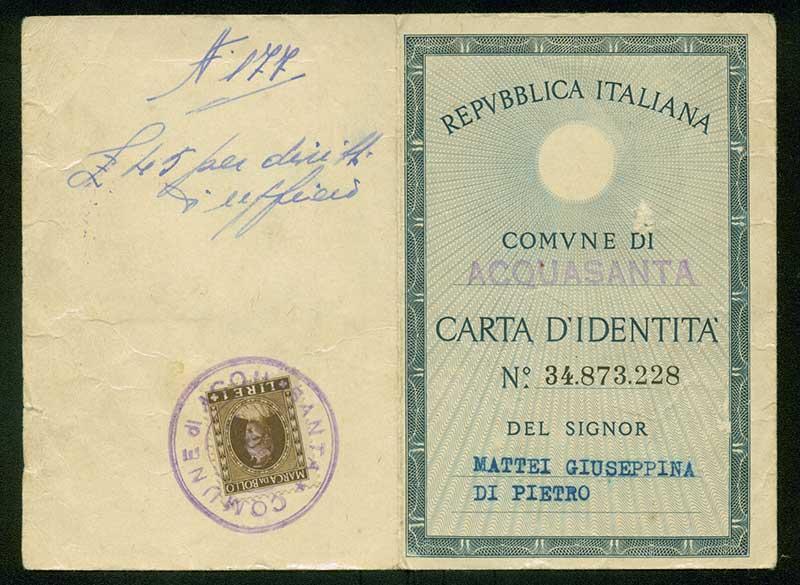 N. 177
£ 45 per diritti
d'ufficio
COMUNE di ACQUASANTA
LIRE 1
MARCA DA BOLLO
REPVBBLICA ITALIANA
COMVNE DI
ACQUASANTA
CARTA D'IDENTITA'
N.º 34.873.228
DEL SIGNOR
MATTEI GIUSEPPINA
DI PIETRO